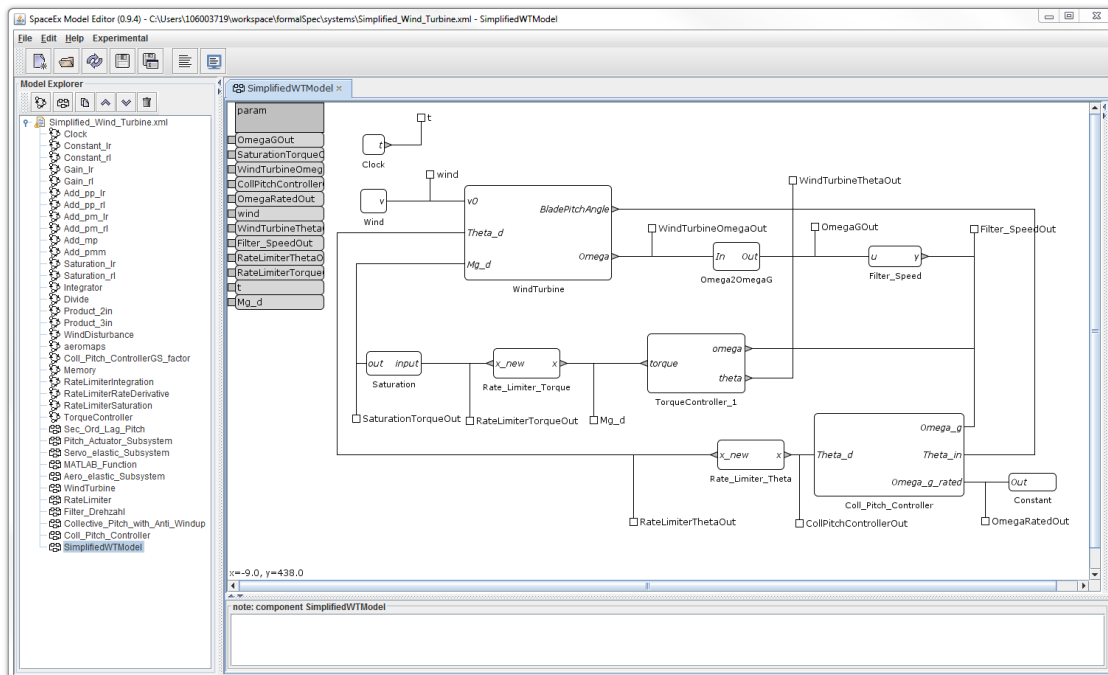 SpaceEx Model Editor (0.9.4) - C:\Users\106003719\workspace\formalSpec\systems\Simplified_Wind_Turbine.xml - SimplifiedWTModel
File Edit Help Experimental
Model Explorer
Simplified_Wind_Turbine.xml
Clock
Constant_lr
Constant_rl
Gain_lr
Gain_rl
Add_pp_lr
Add_pp_rl
Add_pm_lr
Add_pm_rl
Add_mp
Add_pmm
Saturation_lr
Saturation_rl
Integrator
Divide
Product_2in
Product_3in
WindDisturbance
aeromaps
Coll_Pitch_ControllerGS_factor
Memory
RateLimiterIntegration
RateLimiterRateDerivative
RateLimiterSaturation
TorqueController
Sec_Ord_Lag_Pitch
Pitch_Actuator_Subsystem
Servo_elastic_Subsystem
MATLAB_Function
Aero_elastic_Subsystem
WindTurbine
RateLimiter
Filter_Drehzahl
Collective_Pitch_with_Anti_Windup
Coll_Pitch_Controller
SimplifiedWTModel
SimplifiedWTModel ×
param
OmegaGOut
SaturationTorqueO
WindTurbineOmeg
CollPitchController
OmegaRatedOut
wind
WindTurbineTheta
Filter_SpeedOut
RateLimiterThetaO
RateLimiterTorque
t
Mg_d
t
t
Clock
wind
v
Wind
v0
BladePitchAngle
Theta_d
Omega
Mg_d
WindTurbine
WindTurbineThetaOut
WindTurbineOmegaOut
OmegaGOut
Filter_SpeedOut
In Out
Omega2OmegaG
u y
Filter_Speed
out input
Saturation
x_new x
Rate_Limiter_Torque
omega
torque
theta
TorqueController_1
SaturationTorqueOut
RateLimiterTorqueOut
Mg_d
x_new x
Rate_Limiter_Theta
Omega_g
Theta_d Theta_in
Omega_g_rated
Coll_Pitch_Controller
Out
Constant
RateLimiterThetaOut
CollPitchControllerOut
OmegaRatedOut
x=-9.0, y=438.0
note: component SimplifiedWTModel